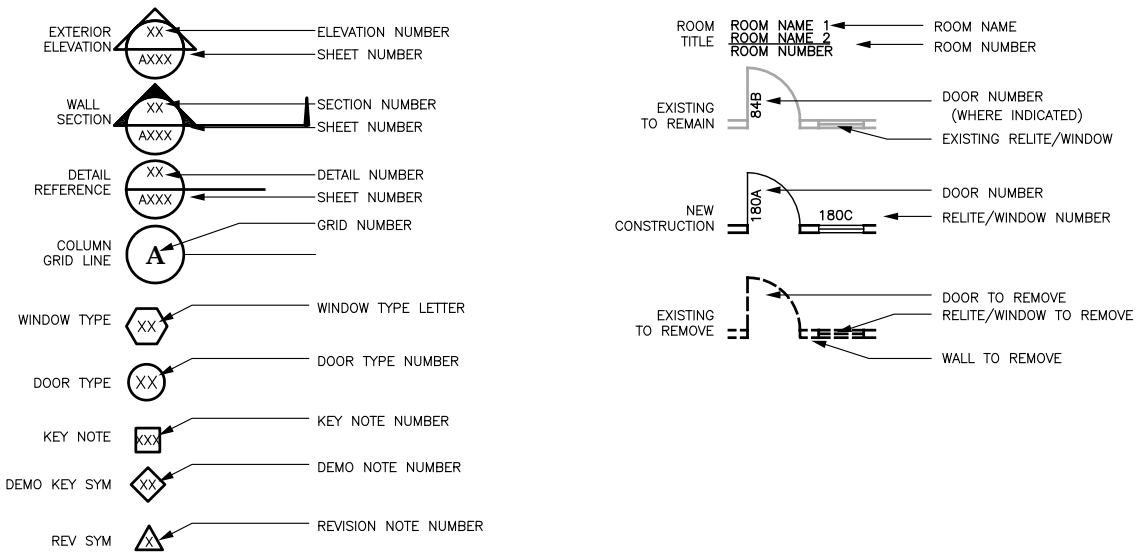 EXTERIOR
ELEVATION
XX
AXXX
ELEVATION NUMBER
SHEET NUMBER
WALL
SECTION
XX
AXXX
SECTION NUMBER
SHEET NUMBER
DETAIL
REFERENCE
XX
AXXX
DETAIL NUMBER
SHEET NUMBER
COLUMN
GRID LINE
A
GRID NUMBER
WINDOW TYPE
XX
WINDOW TYPE LETTER
DOOR TYPE
XX
DOOR TYPE NUMBER
KEY NOTE
XXX
KEY NOTE NUMBER
DEMO KEY SYM
XX
DEMO NOTE NUMBER
REV SYM
X
REVISION NOTE NUMBER
ROOM
TITLE
ROOM NAME 1
ROOM NAME 2
ROOM NUMBER
ROOM NAME
ROOM NUMBER
EXISTING
TO REMAIN
84B
DOOR NUMBER
(WHERE INDICATED)
EXISTING RELITE/WINDOW
NEW
CONSTRUCTION
180A
180C
DOOR NUMBER
RELITE/WINDOW NUMBER
EXISTING
TO REMOVE
DOOR TO REMOVE
RELITE/WINDOW TO REMOVE
WALL TO REMOVE